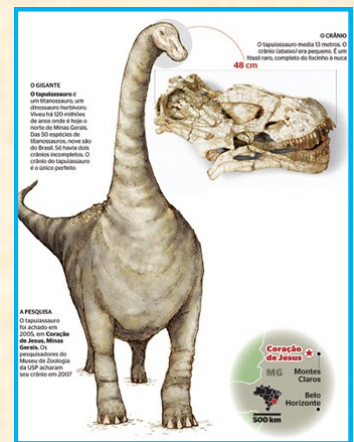 O CRÂNIO
O tapuiassauro media 13 metros. O
crânio (abaixo) era pequeno. É um
fóssil raro, completo do focinho à nuca
48 cm
O GIGANTE
O tapuiassauro é
um titanossauro, um
dinossauro herbívoro.
Viveu há 120 milhões
de anos onde é hoje o
norte de Minas Gerais.
Das 50 espécies de
titanossauros, nove são
do Brasil. Só havia dois
crânios incompletos. O
crânio do tapuiassauro
é o único perfeito
A PESQUISA
O tapuiassauro
foi achado em
2005, em Coração
de Jesus, Minas
Gerais. Os
pesquisadores do
Museu de Zoologia
da USP acharam
seu crânio em 2007
Coração
de Jesus
MG
Montes
Claros
Belo
Horizonte
500 km